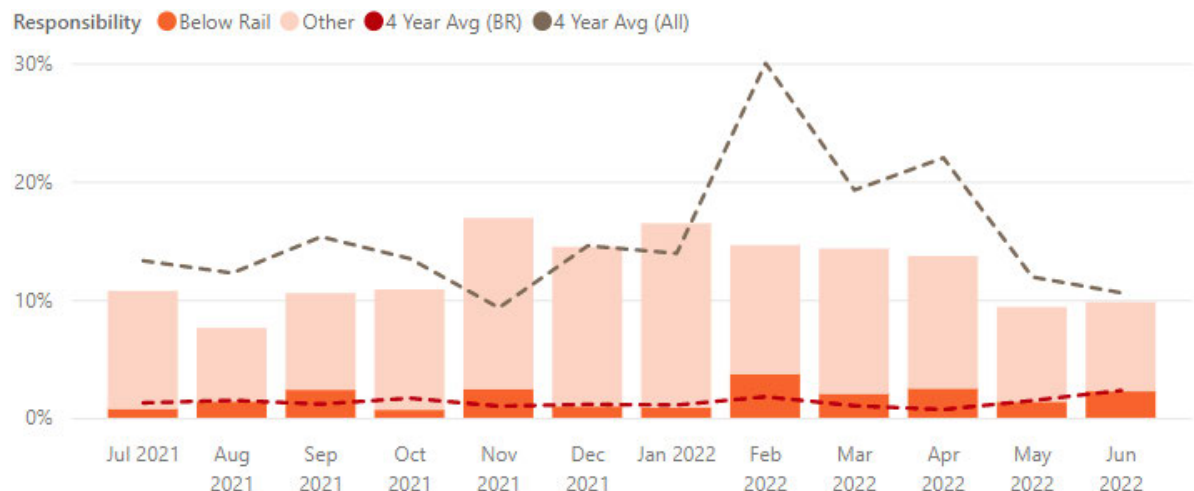 Responsibility Below Rail Other 4 Year Avg (BR) 4 Year Avg (All)
30%
20%
10%
0%
Jul 2021 Aug 2021 Sep 2021 Oct 2021 Nov 2021 Dec 2021 Jan 2022 Feb 2022 Mar 2022 Apr 2022 May 2022 Jun 2022